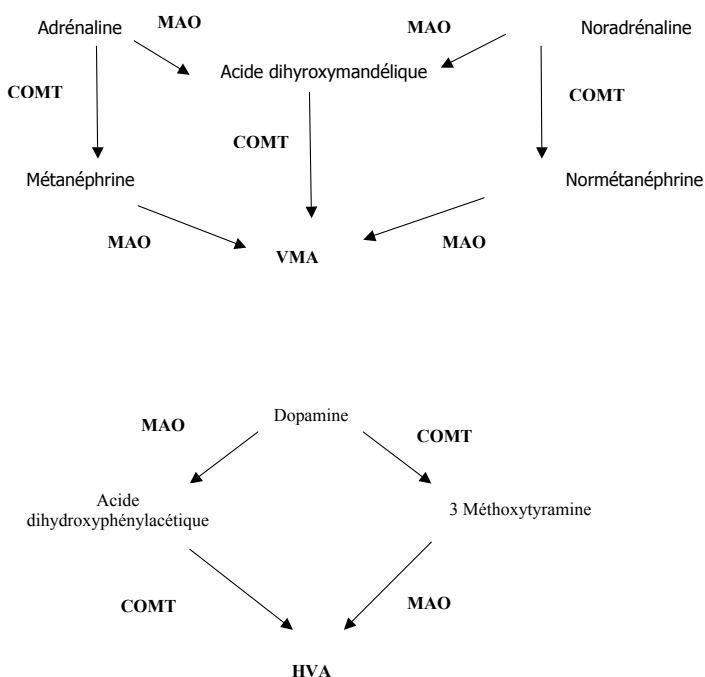 Adrénaline
MAO
MAO
Noradrénaline
Acide dihyroxymandélique
COMT
COMT
COMT
Métanéphrine
Normétanéphrine
MAO
VMA
MAO
Dopamine
MAO
COMT
Acide
dihydroxyphénylacétique
3 Méthoxytyramine
COMT
MAO
HVA